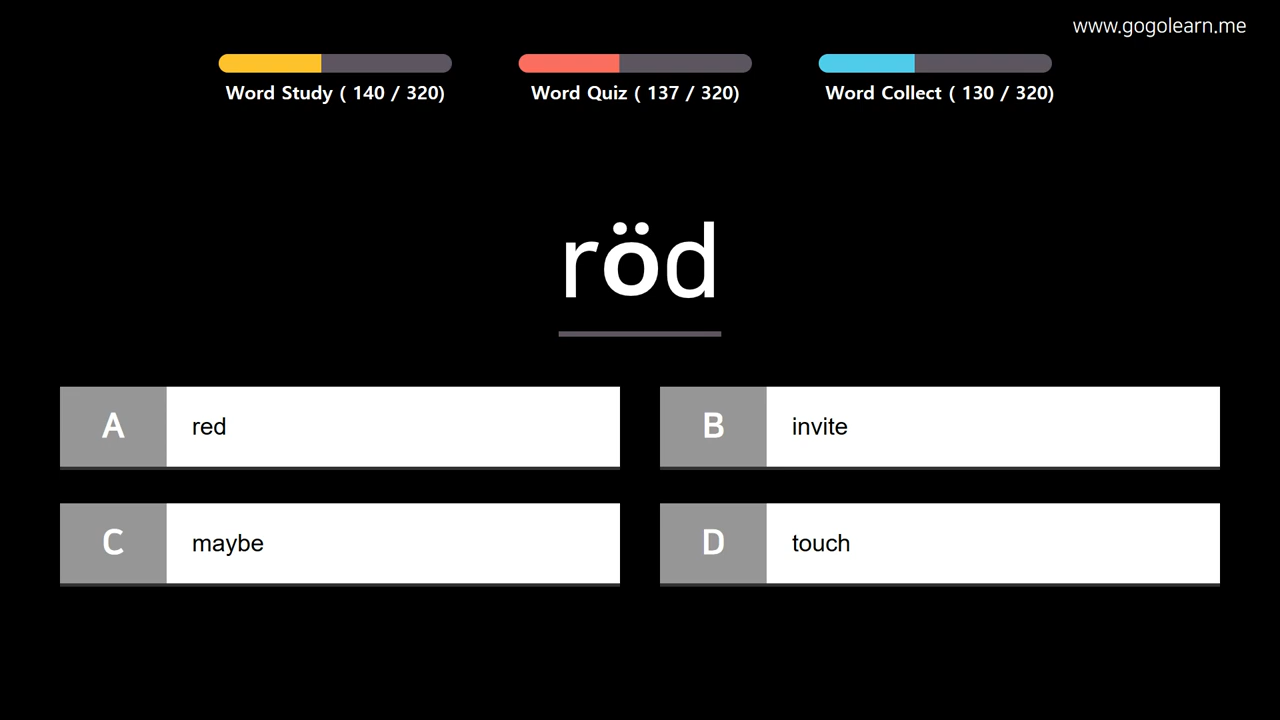 www.gogolearn.me
Word Study ( 140 / 320)
Word Quiz ( 137 / 320)
Word Collect ( 130 / 320)
röd
A red
B invite
C maybe
D touch